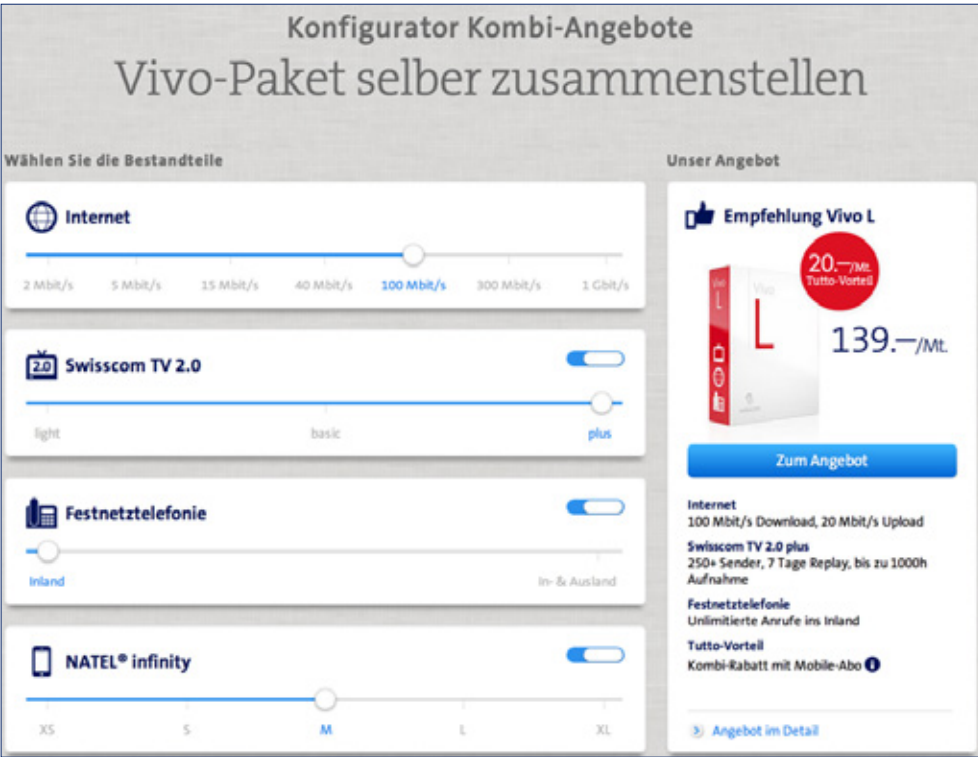 Konfigurator Kombi-Angebote
Vivo-Paket selber zusammenstellen
Wählen Sie die Bestandteile
Internet
2 Mbit/s 5 Mbit/s 15 Mbit/s 40 Mbit/s 100 Mbit/s 300 Mbit/s 1 Gbit/s
2.0 Swisscom TV 2.0
light basic plus
Festnetztelefonie
Inland In- & Ausland
NATEL® infinity
XS S M L XL
Unser Angebot
Empfehlung Vivo L
20.—/Mt.
Tutto-Vorteil
Vivo
L
Vivo
L
139.—/Mt.
Zum Angebot
Internet
100 Mbit/s Download, 20 Mbit/s Upload
Swisscom TV 2.0 plus
250+ Sender, 7 Tage Replay, bis zu 1000h
Aufnahme
Festnetztelefonie
Unlimitierte Anrufe ins Inland
Tutto-Vorteil
Kombi-Rabatt mit Mobile-Abo
Angebot im Detail